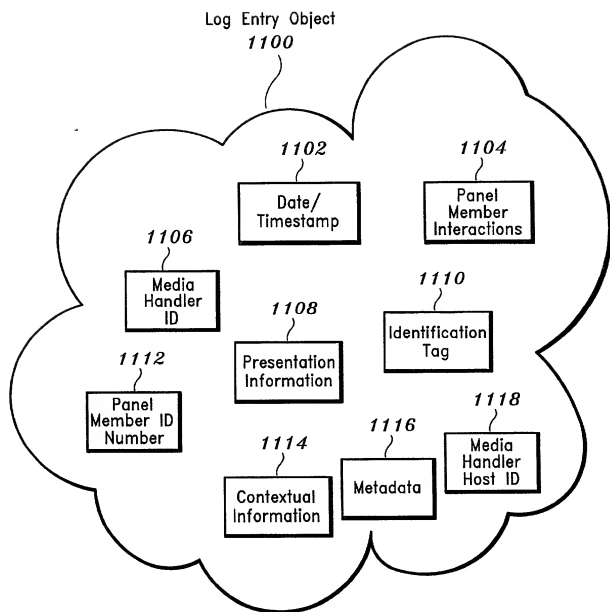 Log Entry Object
1100
1102
Date/
Timestamp
1104
Panel
Member
Interactions
1106
Media
Handler
ID
1108
Presentation
Information
1110
Identification
Tag
1112
Panel
Member ID
Number
1114
Contextual
Information
1116
Metadata
1118
Media
Handler
Host ID